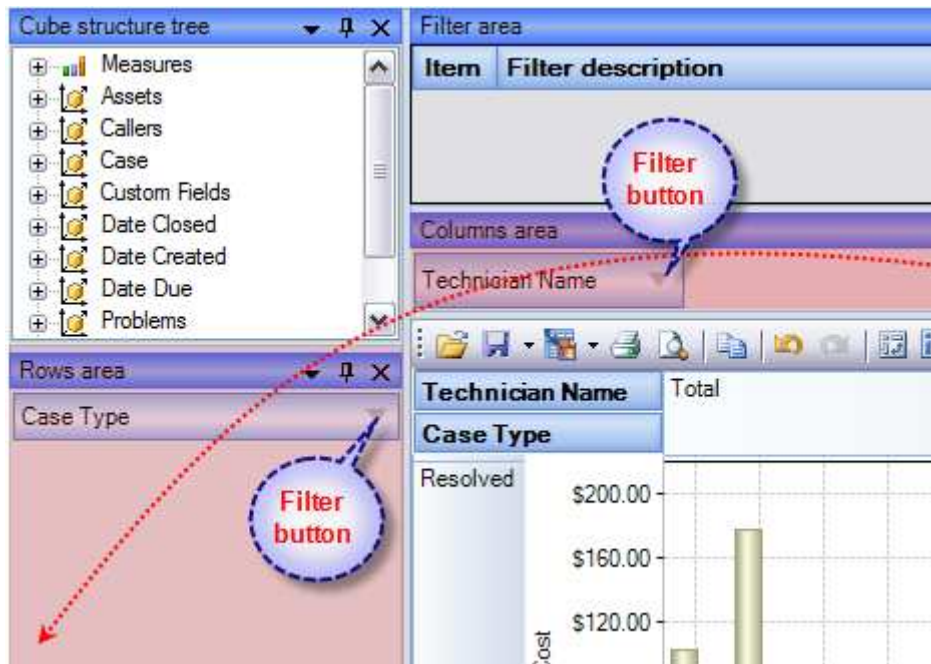 Cube structure tree
Measures
Assets
Callers
Case
Custom Fields
Date Closed
Date Created
Date Due
Problems
Filter area
Item Filter description
Filter
button
Columns area
Technician Name
Rows area
Case Type
Filter
button
Technician Name
Total
Case Type
Resolved
$200.00
$160.00
$120.00
Cost